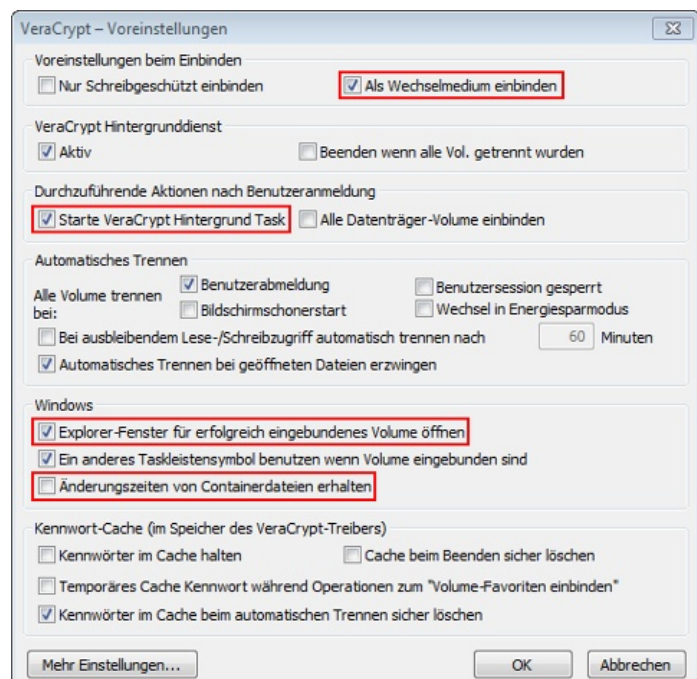 VeraCrypt – Voreinstellungen
Voreinstellungen beim Einbinden
Nur Schreibgeschützt einbinden Als Wechselmedium einbinden
VeraCrypt Hintergrunddienst
Aktiv Beenden wenn alle Vol. getrennt wurden
Durchzuführende Aktionen nach Benutzeranmeldung
Starte VeraCrypt Hintergrund Task Alle Datenträger-Volume einbinden
Automatisches Trennen
Alle Volume trennen bei:
Benutzerabmeldung Benutzersession gesperrt
Bildschirmschonerstart Wechsel in Energiesparmodus
Bei ausbleibendem Lese-/Schreibzugriff automatisch trennen nach 60 Minuten
Automatisches Trennen bei geöffneten Dateien erzwingen
Windows
Explorer-Fenster für erfolgreich eingebundenes Volume öffnen
Ein anderes Taskleistensymbol benutzen wenn Volume eingebunden sind
Änderungszeiten von Containerdateien erhalten
Kennwort-Cache (im Speicher des VeraCrypt-Treibers)
Kennwörter im Cache halten Cache beim Beenden sicher löschen
Temporäres Cache Kennwort während Operationen zum "Volume-Favoriten einbinden"
Kennwörter im Cache beim automatischen Trennen sicher löschen
Mehr Einstellungen... OK Abbrechen